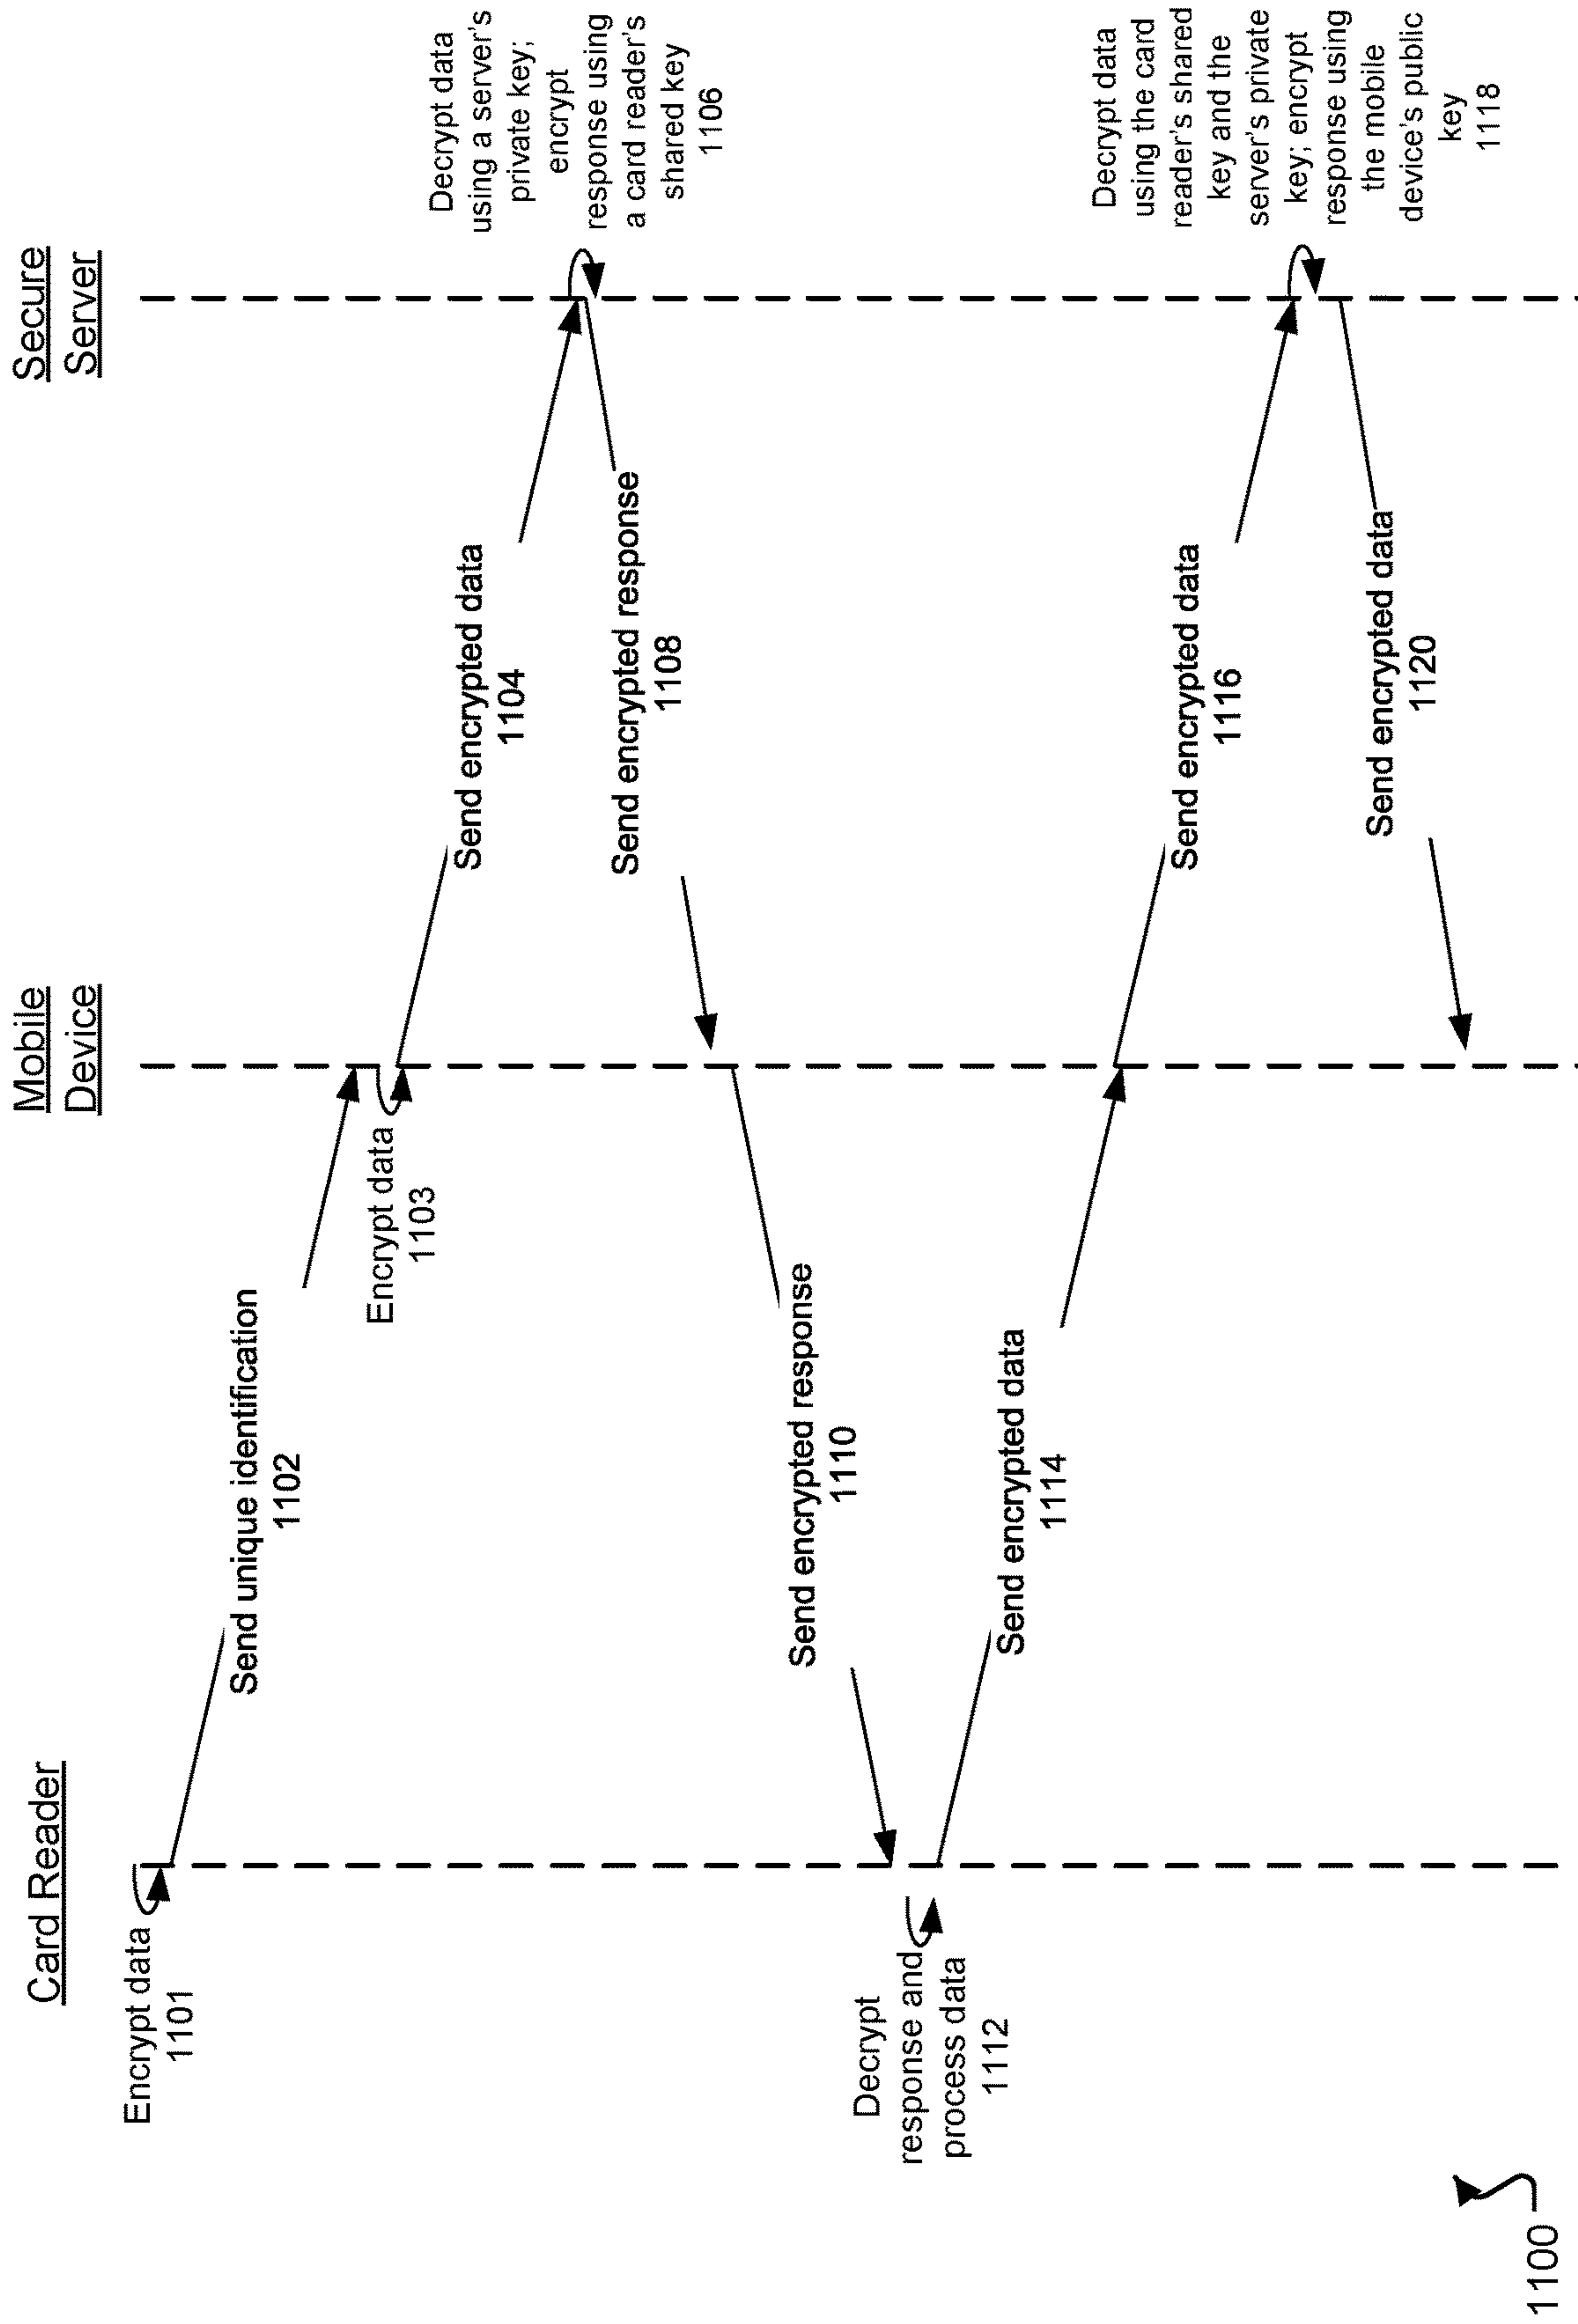 Card Reader
Mobile
Device
Secure
Server
Encrypt data
1101
Send unique identification
1102
Encrypt data
1103
Send encrypted data
1104
Decrypt data
using a server's
private key;
encrypt
response using
a card reader's
shared key
1106
Send encrypted response
1108
Send encrypted response
1110
Decrypt
response and
process data
1112
Send encrypted data
1114
Send encrypted data
1116
Decrypt data
using the card
reader's shared
key and the
server's private
key; encrypt
response using
the mobile
device's public
key
1118
Send encrypted data
1120
1100